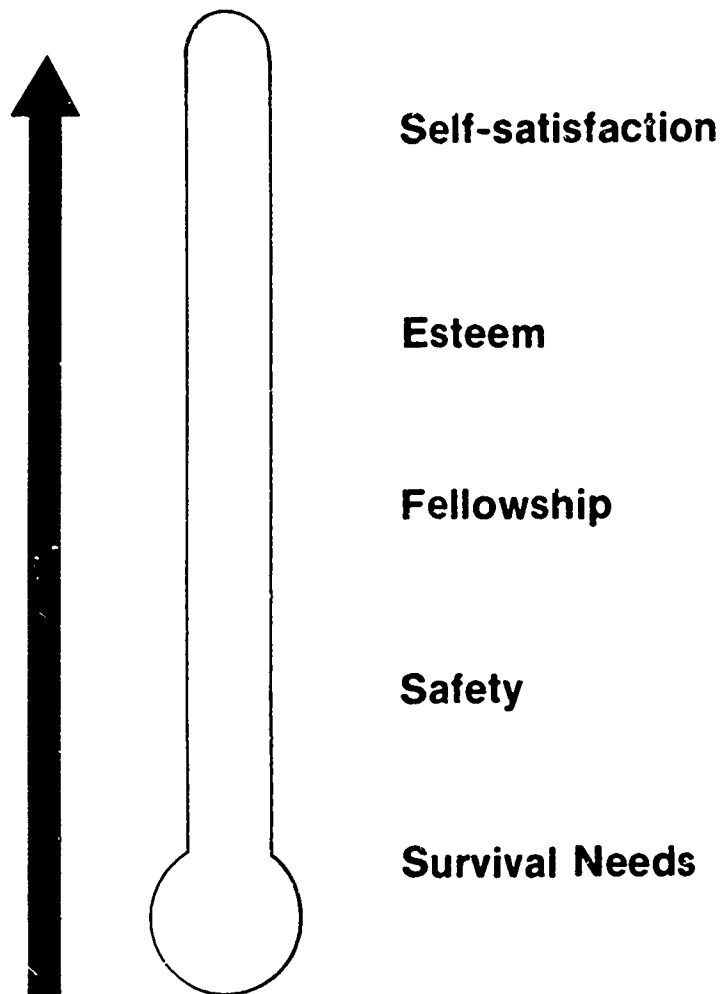 Self-satisfaction
Esteem
Fellowship
Safety
Survival Needs